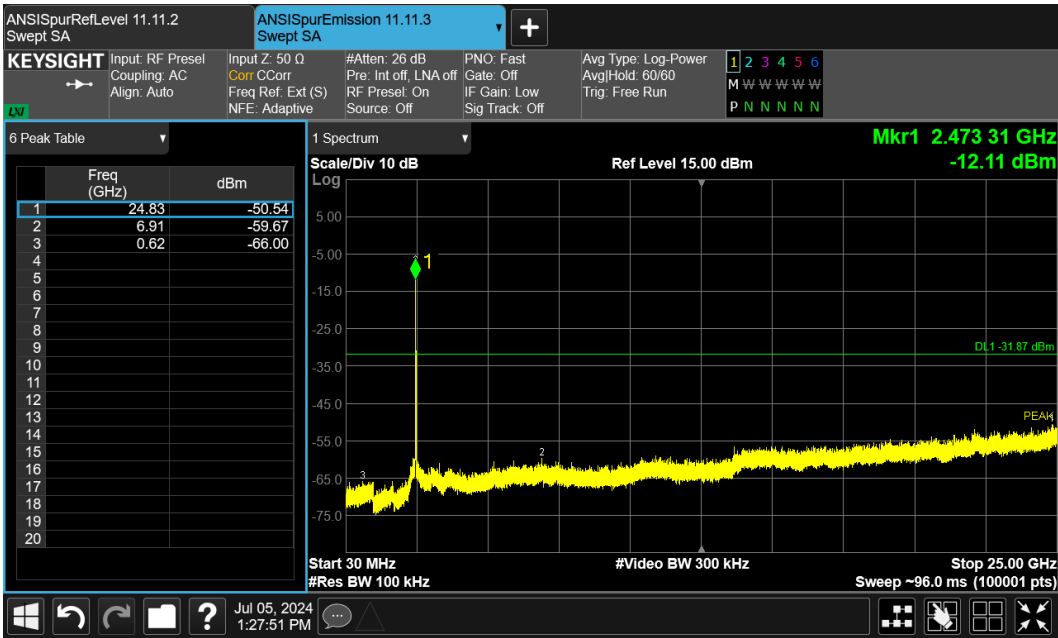 ANSISpurRefLevel 11.11.2
Swept SA
ANSISpurEmission 11.11.3
Swept SA
KEYSIGHT
LXI
Input: RF Presel
Coupling: AC
Align: Auto
Input Z: 50 Ω
Corr CCorr
Freq Ref: Ext (S)
NFE: Adaptive
#Atten: 26 dB
Pre: Int off, LNA off
RF Presel: On
Source: Off
PNO: Fast
Gate: Off
IF Gain: Low
Sig Track: Off
Avg Type: Log-Power
Avg|Hold: 60/60
Trig: Free Run
1 2 3 4 5 6
M W W W W W
P N N N N N
6 Peak Table
Freq (GHz) dBm
1 24.83 -50.54
2 6.91 -59.67
3 0.62 -66.00
4
5
6
7
8
9
10
11
12
13
14
15
16
17
18
19
20
1 Spectrum
Mkr1 2.473 31 GHz
-12.11 dBm
Scale/Div 10 dB
Ref Level 15.00 dBm
Log
5.00
-5.00
1
-15.0
-25.0
DL1 -31.87 dBm
-35.0
-45.0
PEAK
-55.0
2
3
-65.0
-75.0
Start 30 MHz
#Video BW 300 kHz
Stop 25.00 GHz
#Res BW 100 kHz
Sweep ~96.0 ms (100001 pts)
?
Jul 05, 2024
1:27:51 PM